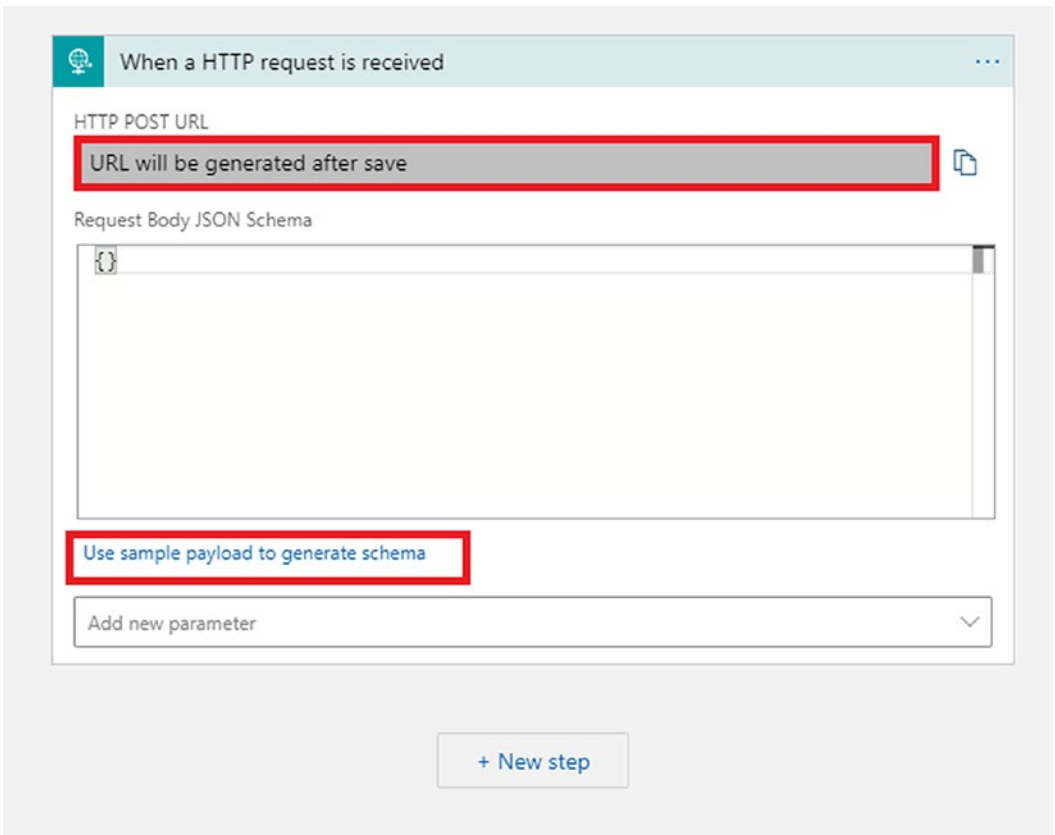 When a HTTP request is received
...
HTTP POST URL
URL will be generated after save
Request Body JSON Schema
{}
Use sample payload to generate schema
Add new parameter
+ New step